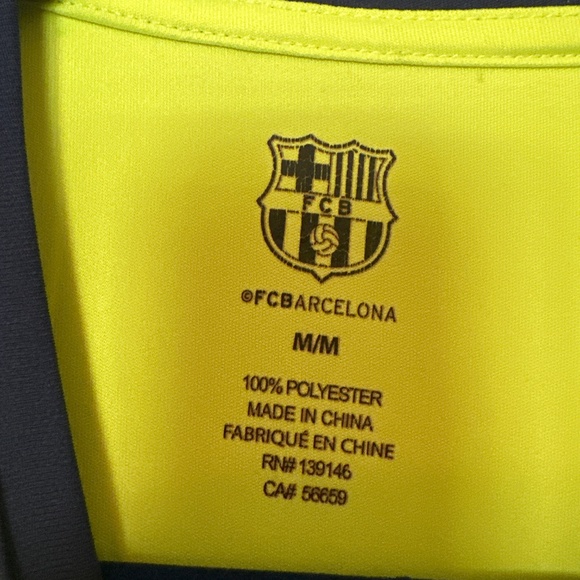 FCB
©FCBARCELONA
M/M
100% POLYESTER
MADE IN CHINA
FABRIQUÉ EN CHINE
RN# 139146
CA# 56659